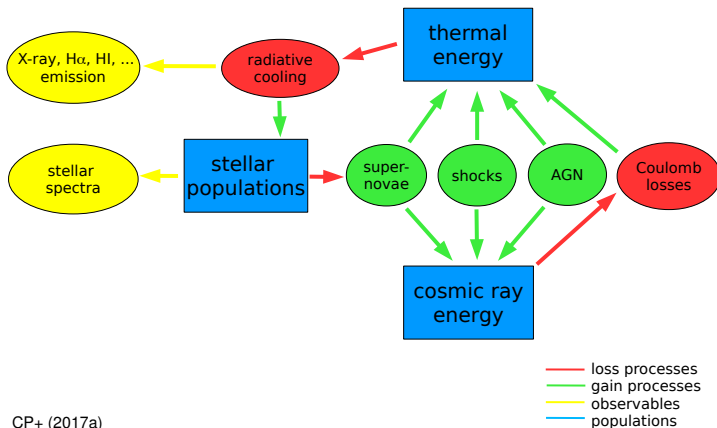 X-ray, Hα, HI, ...
emission
radiative
cooling
thermal
energy
stellar
spectra
stellar
populations
super-
novae
shocks
AGN
Coulomb
losses
cosmic ray
energy
loss processes
gain processes
observables
populations
CP+ (2017a)